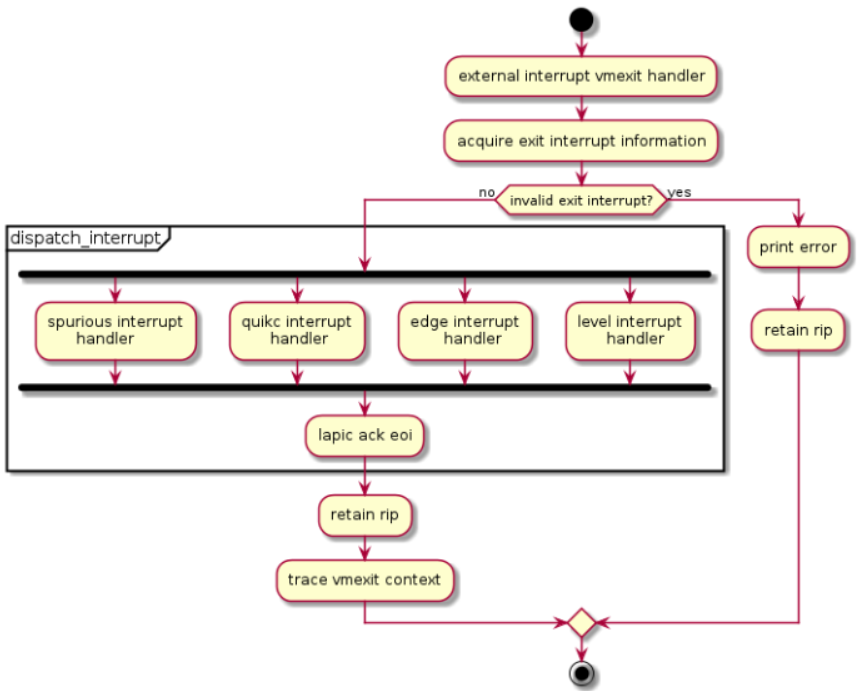 external interrupt vmexit handler
acquire exit interrupt information
no
invalid exit interrupt?
yes
dispatch_interrupt
print error
spurious interrupt
handler
quikc interrupt
handler
edge interrupt
handler
level interrupt
handler
retain rip
lapic ack eoi
retain rip
trace vmexit context